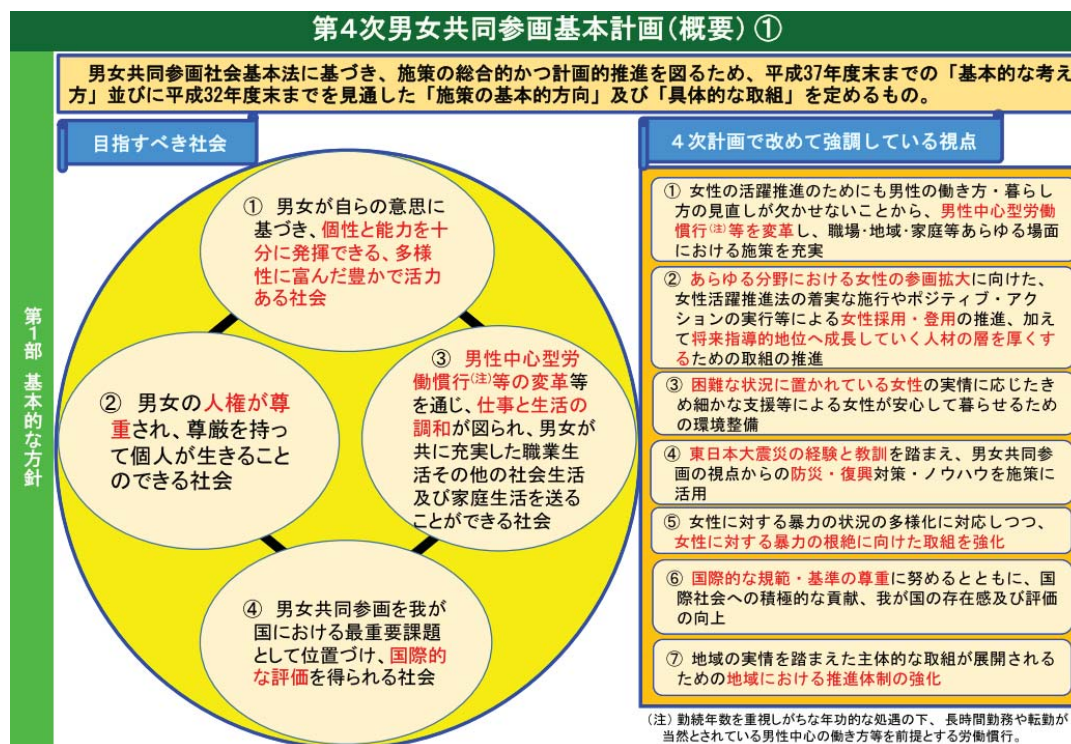 第4次男女共同参画基本計画(概要)①
男女共同参画社会基本法に基づき、施策の総合的かつ計画的推進を図るため、平成37年度末までの「基本的な考え
方」並びに平成32年度末までを見通した「施策の基本的方向」及び「具体的な取組」を定めるもの。
第1部 基本的な方針
目指すべき社会
① 男女が自らの意思に
基づき、個性と能力を十
分に発揮できる、多様
性に富んだ豊かで活力
ある社会
② 男女の人権が尊
重され、尊厳を持っ
て個人が生きること
のできる社会
③ 男性中心型労
働慣行(注)等の変革等
を通じ、仕事と生活の
調和が図られ、男女が
共に充実した職業生
活その他の社会生活
及び家庭生活を送る
ことができる社会
④ 男女共同参画を我が
国における最重要課題
として位置づけ、国際的
な評価を得られる社会
4次計画で改めて強調している視点
① 女性の活躍推進のためにも男性の働き方・暮らし
方の見直しが欠かせないことから、男性中心型労働
慣行(注)等を変革し、職場・地域・家庭等あらゆる場面
における施策を充実
② あらゆる分野における女性の参画拡大に向けた、
女性活躍推進法の着実な施行やポジティブ・アク
ションの実行等による女性採用・登用の推進、加え
て将来指導的地位へ成長していく人材の層を厚くす
るための取組の推進
③ 困難な状況に置かれている女性の実情に応じたき
め細かな支援等による女性が安心して暮らせるため
の環境整備
④ 東日本大震災の経験と教訓を踏まえ、男女共同参
画の視点からの防災・復興対策・ノウハウを施策に
活用
⑤ 女性に対する暴力の状況の多様化に対応しつつ、
女性に対する暴力の根絶に向けた取組を強化
⑥ 国際的な規範・基準の尊重に努めるとともに、国
際社会への積極的な貢献、我が国の存在感及び評価
の向上
⑦ 地域の実情を踏まえた主体的な取組が展開される
ための地域における推進体制の強化
(注)勤続年数を重視しがちな年功的な処遇の下、長時間勤務や転勤が
当然とされている男性中心の働き方等を前提とする労働慣行。